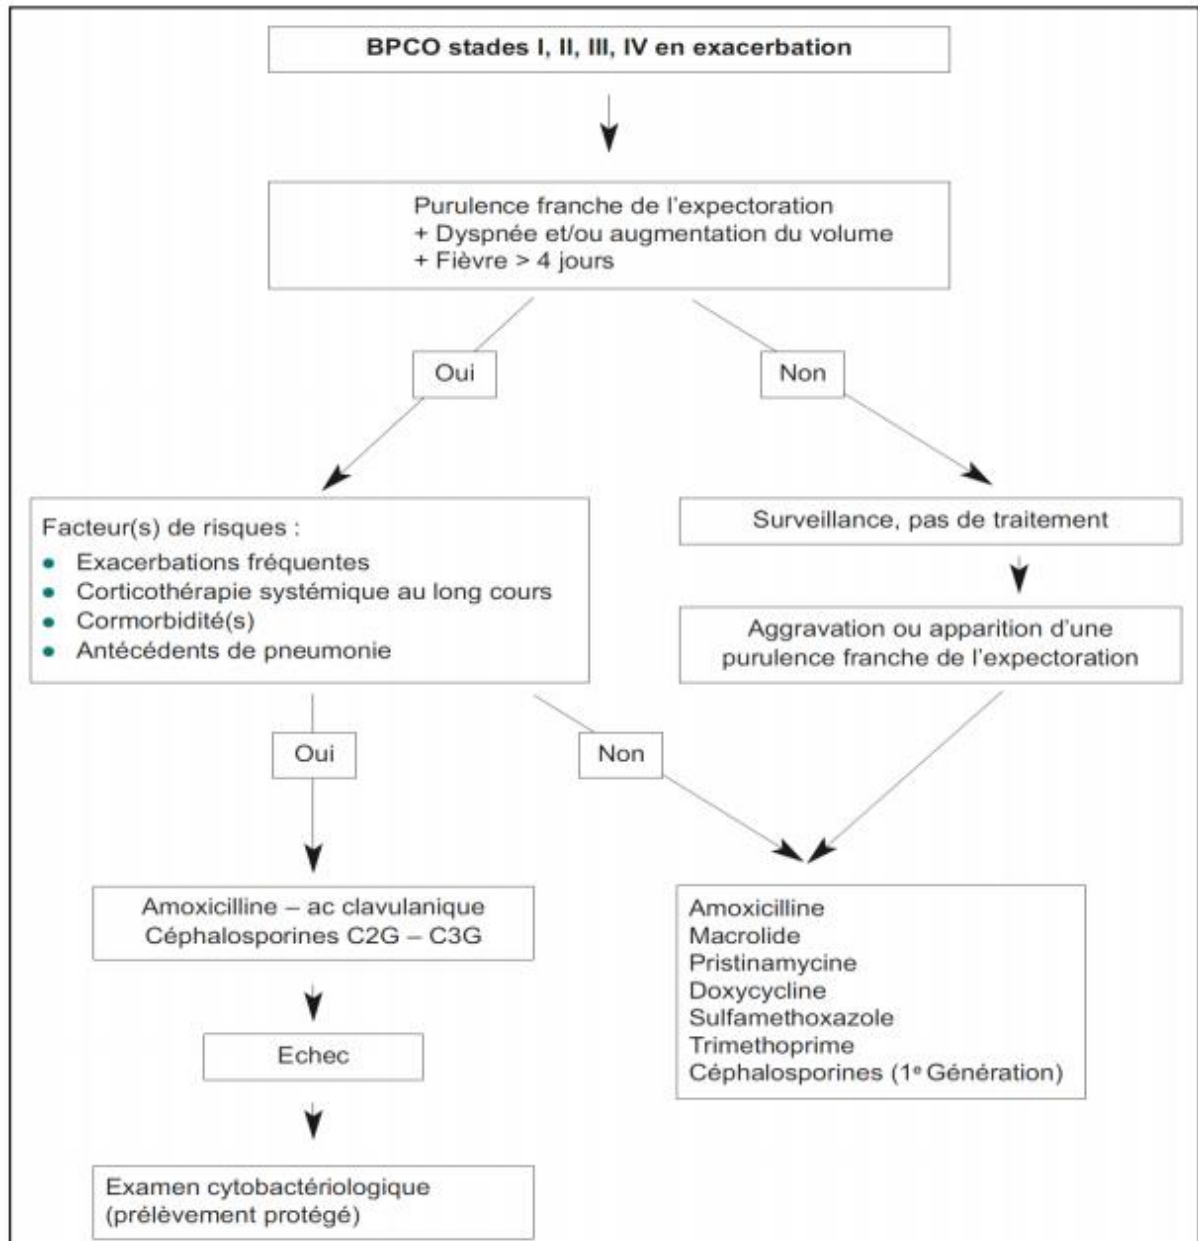 BPCO stades I, II, III, IV en exacerbation
Purulence franche de l'expectoration
+ Dyspnée et/ou augmentation du volume
+ Fièvre > 4 jours
Oui
Non
Facteur(s) de risques :
• Exacerbations fréquentes
• Corticothérapie systémique au long cours
• Cormorbidité(s)
• Antécédents de pneumonie
Surveillance, pas de traitement
Aggravation ou apparition d'une
purulence franche de l'expectoration
Oui
Non
Amoxicilline – ac clavulanique
Céphalosporines C2G – C3G
Echec
Examen cytobactériologique
(prélèvement protégé)
Amoxicilline
Macrolide
Pristinamycine
Doxycycline
Sulfamethoxazole
Trimethoprime
Céphalosporines (1e Génération)